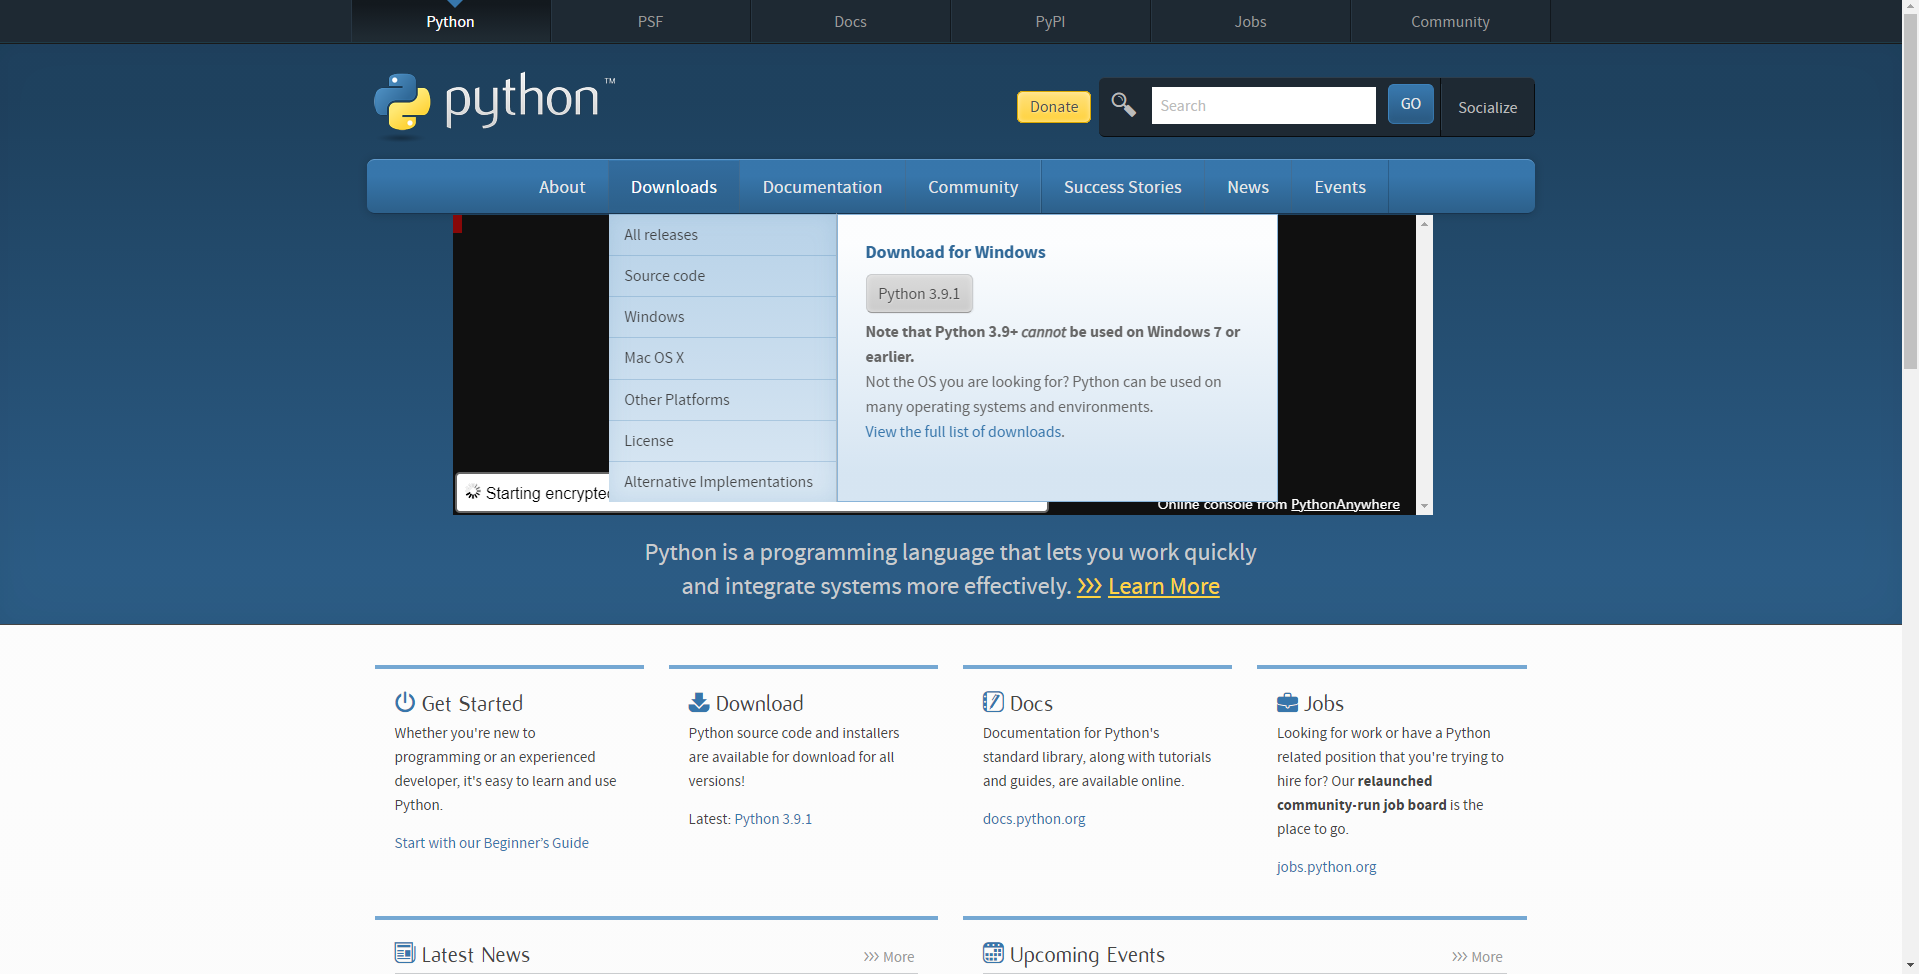 Python
PSF
Docs
PyPI
Jobs
Community
python™
Donate
Search
GO
Socialize
About
Downloads
Documentation
Community
Success Stories
News
Events
All releases
Source code
Windows
Mac OS X
Other Platforms
License
Alternative Implementations
Download for Windows
Python 3.9.1
Note that Python 3.9+ cannot be used on Windows 7 or
earlier.
Not the OS you are looking for? Python can be used on
many operating systems and environments.
View the full list of downloads.
Starting
Online console from PythonAnywhere
Python is a programming language that lets you work quickly
and integrate systems more effectively. >>> Learn More
Get Started
Whether you're new to
programming or an experienced
developer, it's easy to learn and use
Python.
Start with our Beginner’s Guide
Download
Python source code and installers
are available for download for all
versions!
Latest: Python 3.9.1
Docs
Documentation for Python's
standard library, along with tutorials
and guides, are available online.
docs.python.org
Jobs
Looking for work or have a Python
related position that you're trying to
hire for? Our relaunched
community-run job board is the
place to go.
jobs.python.org
Latest News
>>> More
Upcoming Events
>>> More